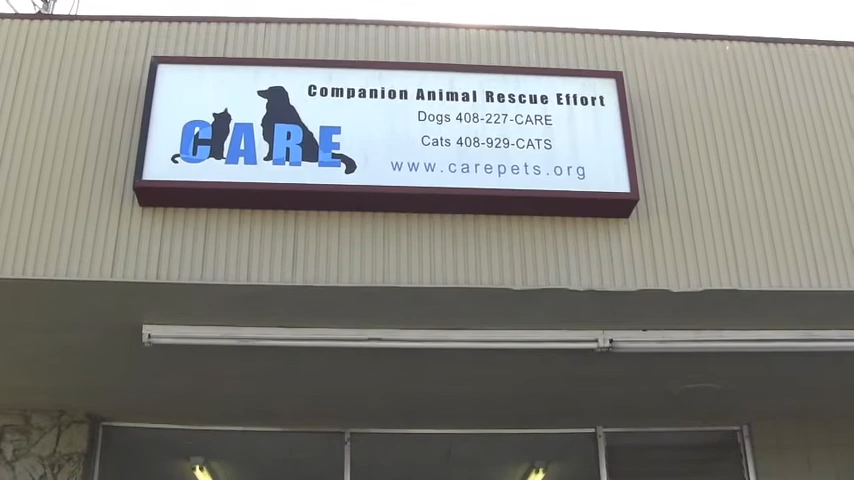 CARE
Companion Animal Rescue Effort
Dogs 408-227-CARE
Cats 408-929-CATS
www.carepets.org